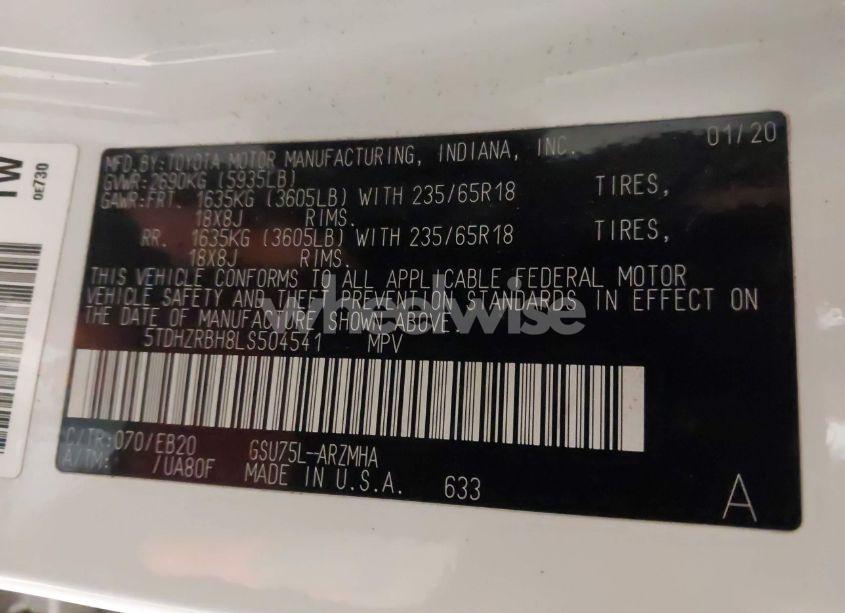 MFD.BY:TOYOTA MOTOR MANUFACTURING, INDIANA, INC. 01/20
GVWR:2690KG (5935LB)
GAWR:FRT. 1635KG (3605LB) WITH 235/65R18 TIRES,
18X8J RIMS.
RR. 1635KG (3605LB) WITH 235/65R18 TIRES,
18X8J RIMS.
THIS VEHICLE CONFORMS TO ALL APPLICABLE FEDERAL MOTOR
VEHICLE SAFETY AND THEFT PREVENTION STANDARDS IN EFFECT ON
THE DATE OF MANUFACTURE SHOWN ABOVE.
5TDHZRBH8LS504541 MPV
C/TR:070/EB20 GSU75L-ARZMHA
A/TM: /UA80F MADE IN U.S.A. 633
A
0E730
wheelwise